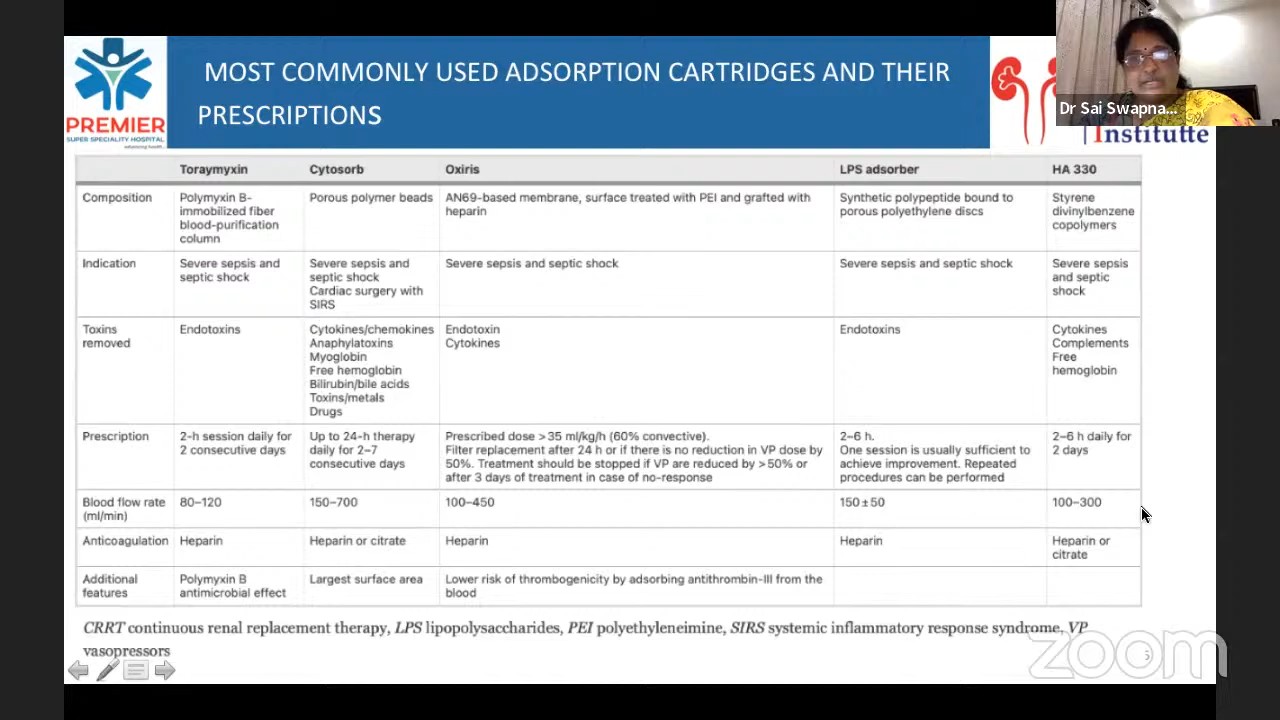 MOST COMMONLY USED ADSORPTION CARTRIDGES AND THEIR
PRESCRIPTIONS
PREMIER
SUPER SPECIALITY HOSPITAL
Dr Sai Swapna...
Institutte
Toraymyxin Cytosorb Oxiris LPS adsorber HA 330
Composition
Polymyxin B-
immobilized fiber
blood-purification
column
Porous polymer beads
AN69-based membrane, surface treated with PEI and grafted with
heparin
Synthetic polypeptide bound to
porous polyethylene discs
Styrene
divinylbenzene
copolymers
Indication
Severe sepsis and
septic shock
Severe sepsis and
septic shock
Cardiac surgery with
SIRS
Severe sepsis and septic shock
Severe sepsis and septic shock
Severe sepsis
and septic
shock
Toxins
removed
Endotoxins
Cytokines/chemokines
Anaphylatoxins
Myoglobin
Free hemoglobin
Bilirubin/bile acids
Toxins/metals
Drugs
Endotoxin
Cytokines
Endotoxins
Cytokines
Complements
Free
hemoglobin
Prescription
2-h session daily for
2 consecutive days
Up to 24-h therapy
daily for 2–7
consecutive days
Prescribed dose >35 ml/kg/h (60% convective).
Filter replacement after 24 h or if there is no reduction in VP dose by
50%. Treatment should be stopped if VP are reduced by >50% or
after 3 days of treatment in case of no-response
2–6 h.
One session is usually sufficient to
achieve improvement. Repeated
procedures can be performed
2–6 h daily for
2 days
Blood flow rate
(ml/min)
80–120
150–700
100–450
150±50
100–300
Anticoagulation
Heparin
Heparin or citrate
Heparin
Heparin
Heparin or
citrate
Additional
features
Polymyxin B
antimicrobial effect
Largest surface area
Lower risk of thrombogenicity by adsorbing antithrombin-III from the
blood
CRRT continuous renal replacement therapy, LPS lipopolysaccharides, PEI polyethyleneimine, SIRS systemic inflammatory response syndrome, VP
vasopressors
zoom